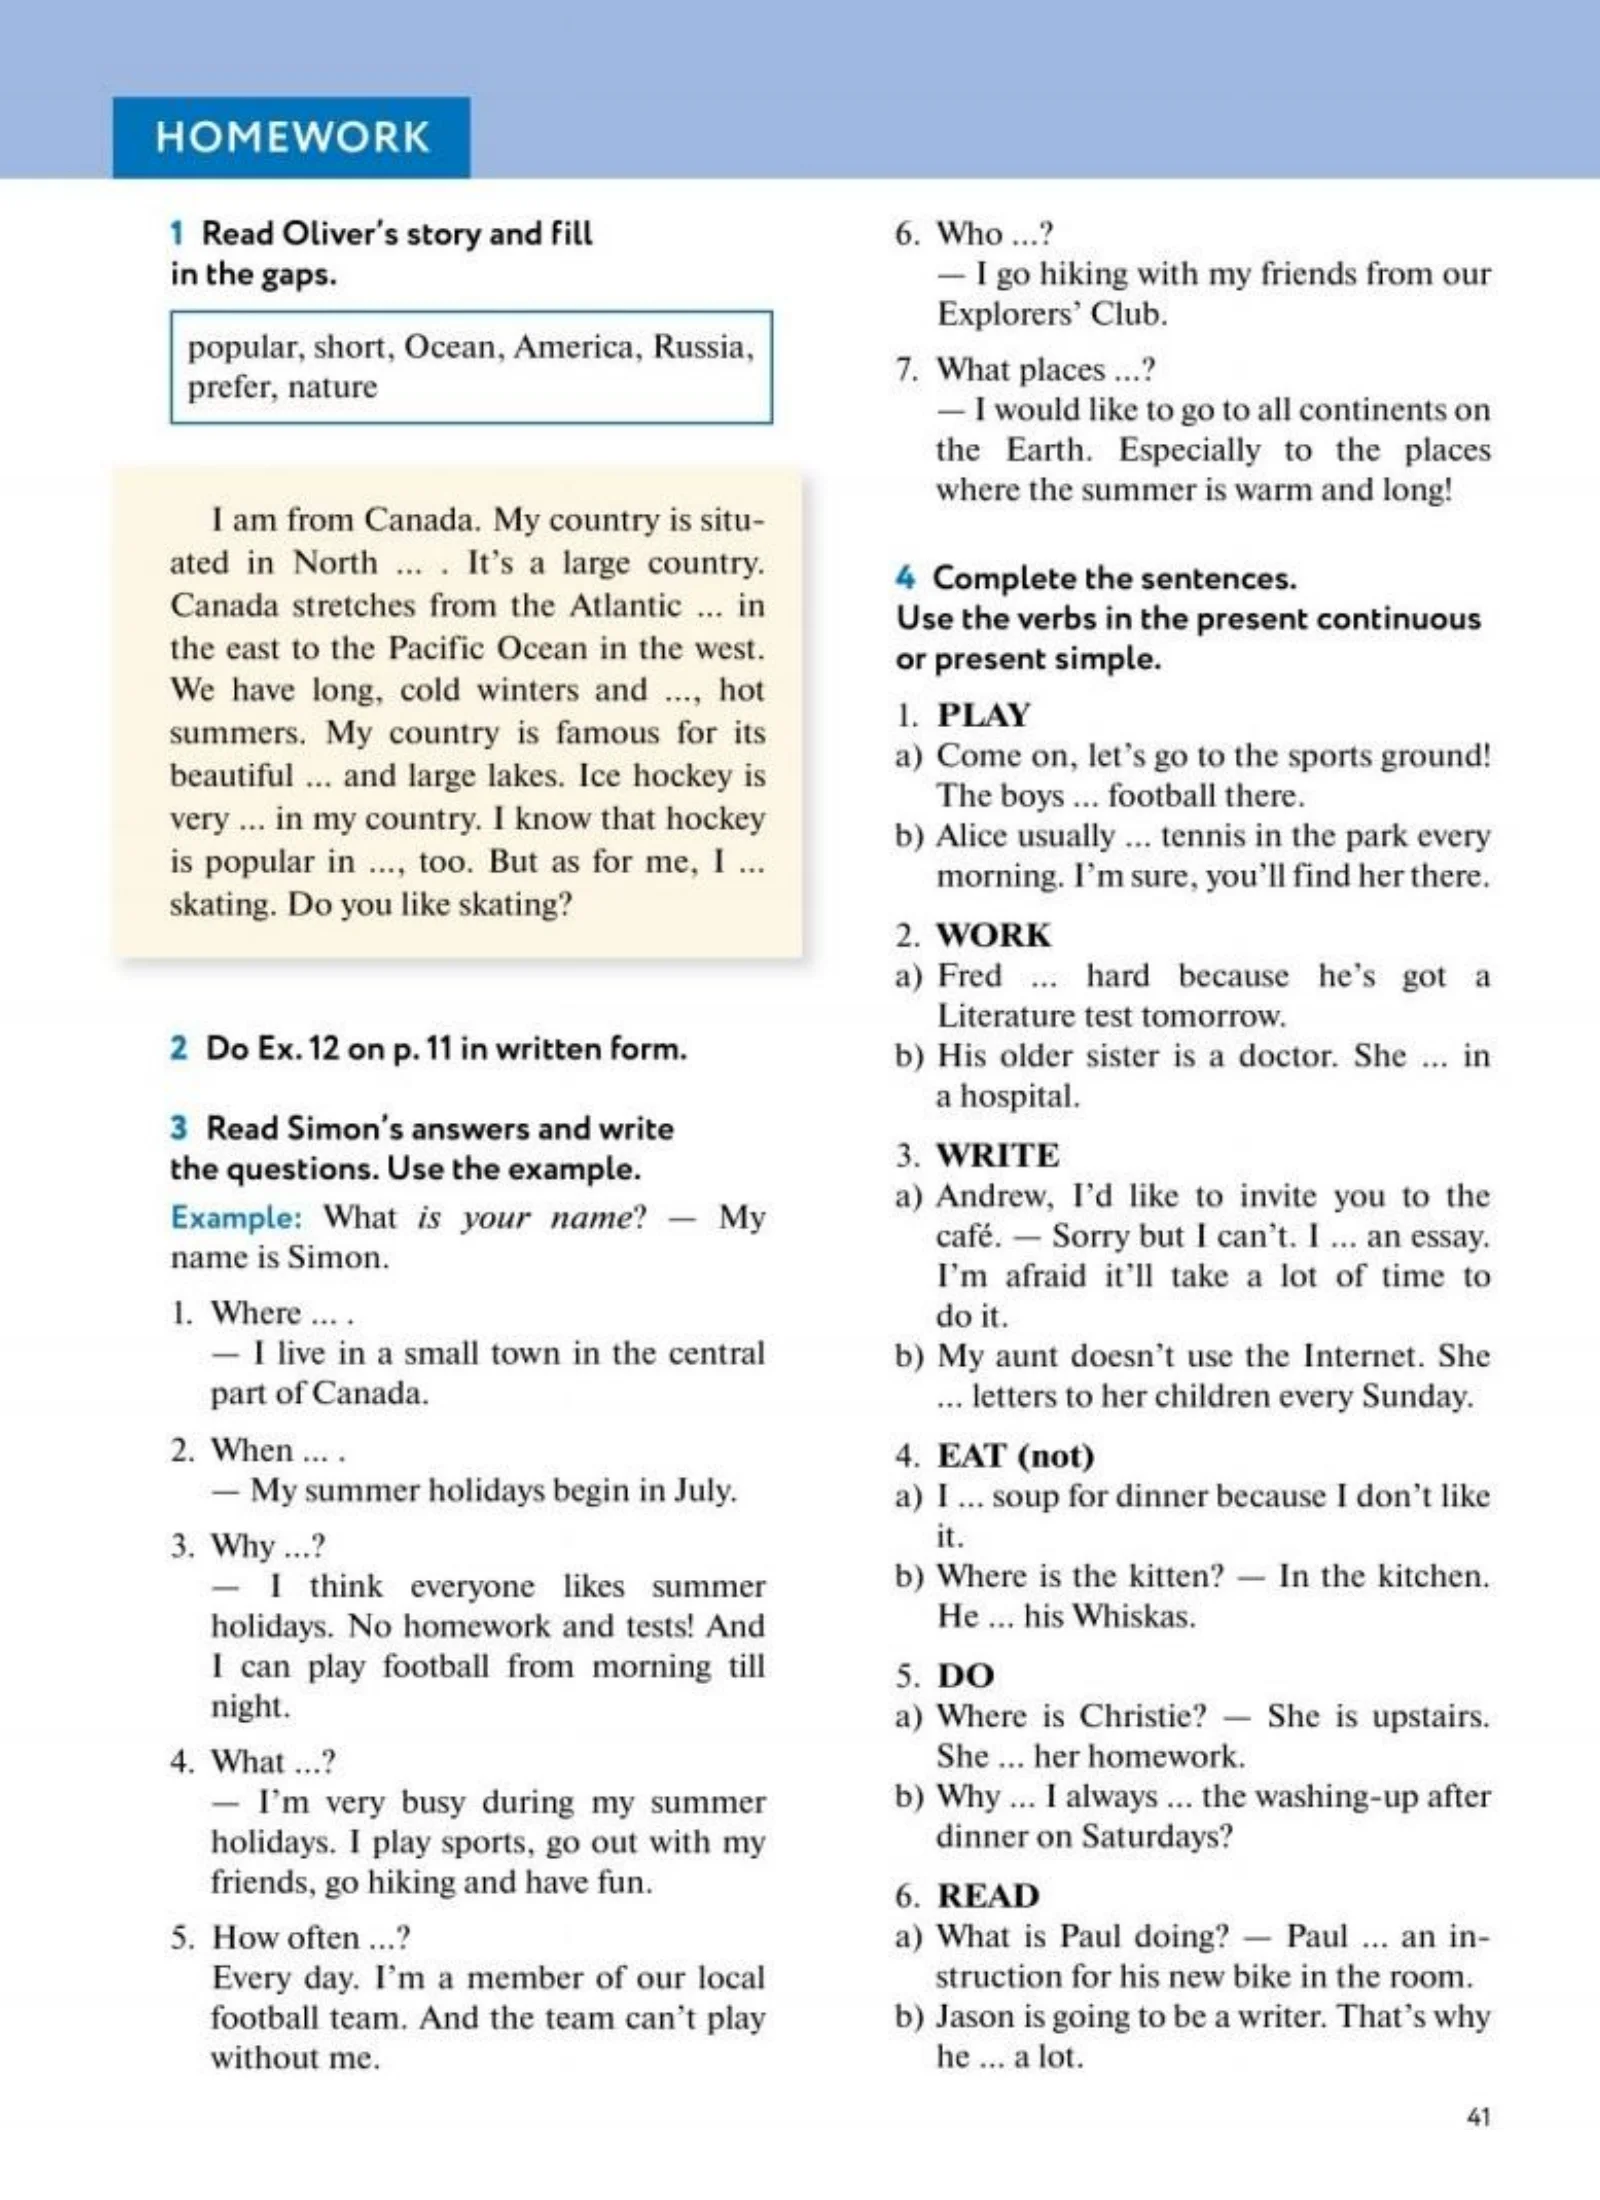 HOMEWORK
1 Read Oliver's story and fill
in the gaps.
popular, short, Ocean, America, Russia,
prefer, nature
I am from Canada. My country is situ-
ated in North ... . It's a large country.
Canada stretches from the Atlantic ... in
the east to the Pacific Ocean in the west.
We have long, cold winters and ..., hot
summers. My country is famous for its
beautiful ... and large lakes. Ice hockey is
very ... in my country. I know that hockey
is popular in ..., too. But as for me, I ...
skating. Do you like skating?
2 Do Ex. 12 on p. 11 in written form.
3 Read Simon's answers and write
the questions. Use the example.
Example: What is your name? — My
name is Simon.
1. Where ... .
— I live in a small town in the central
part of Canada.
2. When ... .
— My summer holidays begin in July.
3. Why ...?
— I think everyone likes summer
holidays. No homework and tests! And
I can play football from morning till
night.
4. What ...?
— I'm very busy during my summer
holidays. I play sports, go out with my
friends, go hiking and have fun.
5. How often ...?
Every day. I'm a member of our local
football team. And the team can't play
without me.
6. Who ...?
— I go hiking with my friends from our
Explorers' Club.
7. What places ...?
— I would like to go to all continents on
the Earth. Especially to the places
where the summer is warm and long!
4 Complete the sentences.
Use the verbs in the present continuous
or present simple.
1. PLAY
a) Come on, let's go to the sports ground!
The boys ... football there.
b) Alice usually ... tennis in the park every
morning. I'm sure, you'll find her there.
2. WORK
a) Fred ... hard because he's got a
Literature test tomorrow.
b) His older sister is a doctor. She ... in
a hospital.
3. WRITE
a) Andrew, I'd like to invite you to the
café. — Sorry but I can't. I ... an essay.
I'm afraid it'll take a lot of time to
do it.
b) My aunt doesn't use the Internet. She
... letters to her children every Sunday.
4. EAT (not)
a) I ... soup for dinner because I don't like
it.
b) Where is the kitten? — In the kitchen.
He ... his Whiskas.
5. DO
a) Where is Christie? — She is upstairs.
She ... her homework.
b) Why ... I always ... the washing-up after
dinner on Saturdays?
6. READ
a) What is Paul doing? — Paul ... an in-
struction for his new bike in the room.
b) Jason is going to be a writer. That's why
he ... a lot.
41